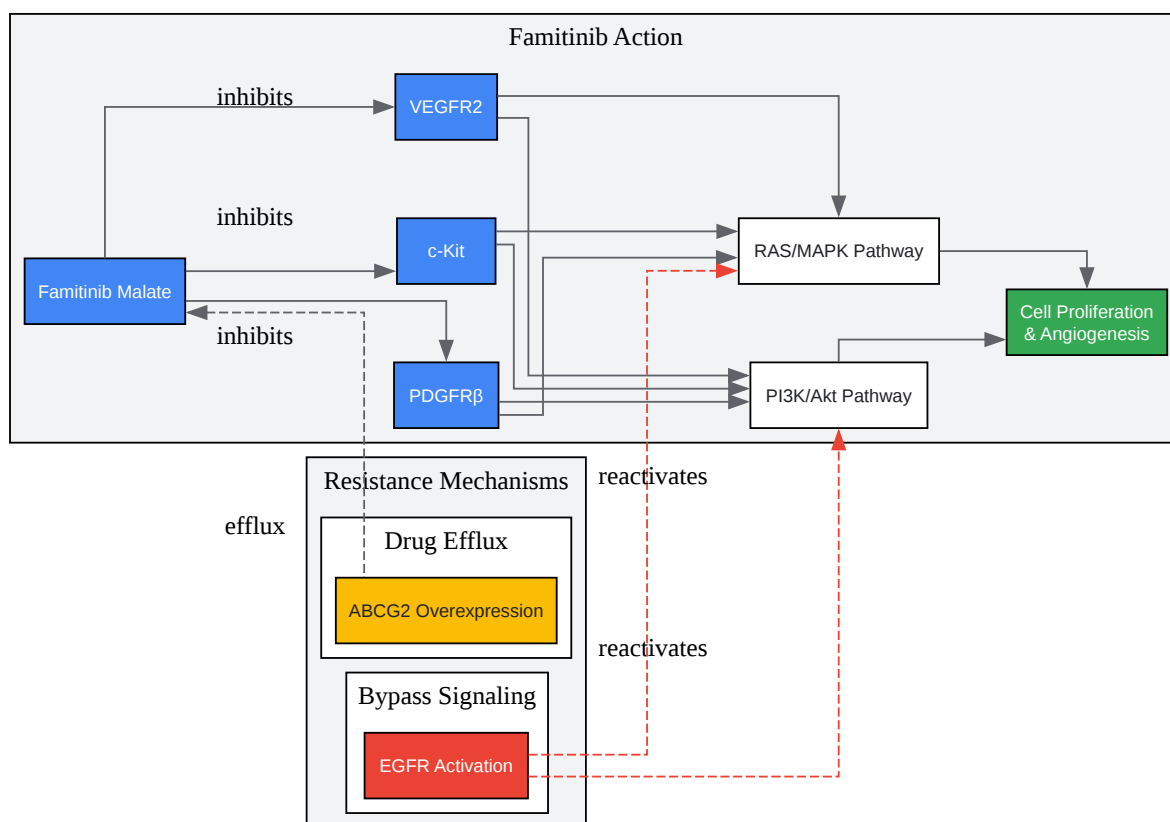 Famitinib Action
inhibits
VEGFR2
inhibits
c-Kit
RAS/MAPK Pathway
Famitinib Malate
Cell Proliferation
& Angiogenesis
inhibits
PDGFRβ
PI3K/Akt Pathway
Resistance Mechanisms
reactivates
efflux
Drug Efflux
ABCG2 Overexpression
reactivates
Bypass Signaling
EGFR Activation